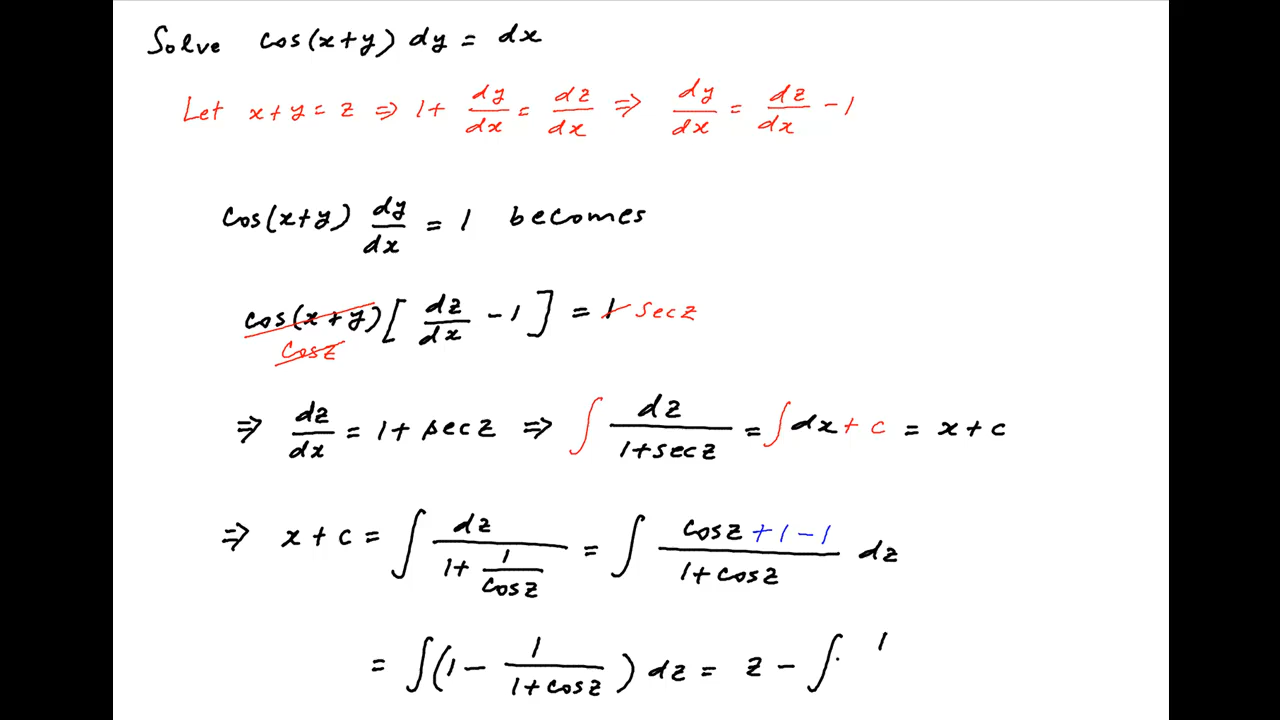 Solve cos(x+y) dy = dx
Let x+y = z ⇒ 1 + dy/dx = dz/dx ⇒ dy/dx = dz/dx - 1
cos(x+y) dy/dx = 1 becomes
cos(x+y) [ dz/dx - 1 ] = 1 sec z
cos z
⇒ dz/dx = 1 + sec z ⇒ ∫ dz/(1+sec z) = ∫ dx + c = x + c
⇒ x + c = ∫ dz/(1 + 1/cos z) = ∫ (cos z + 1 - 1)/(1 + cos z) dz
= ∫ (1 - 1/(1+cos z)) dz = z - ∫ 1